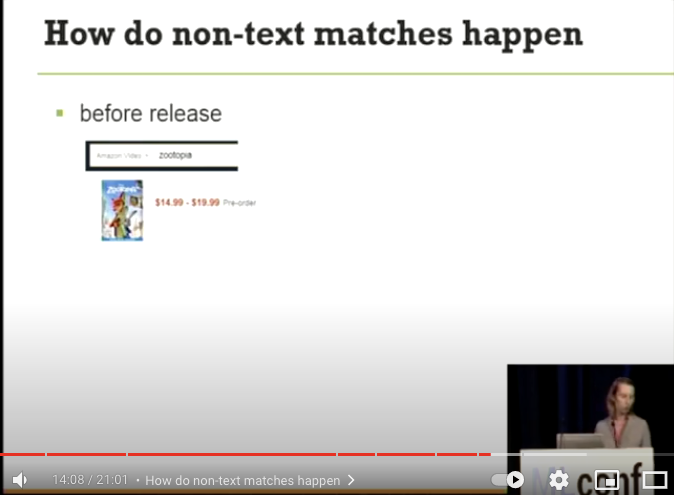 How do non-text matches happen
before release
Amazon Video zootopia
ZOOTOPIA
$14.99 - $19.99 Pre-order
conf
14:08 / 21:01 • How do non-text matches happen